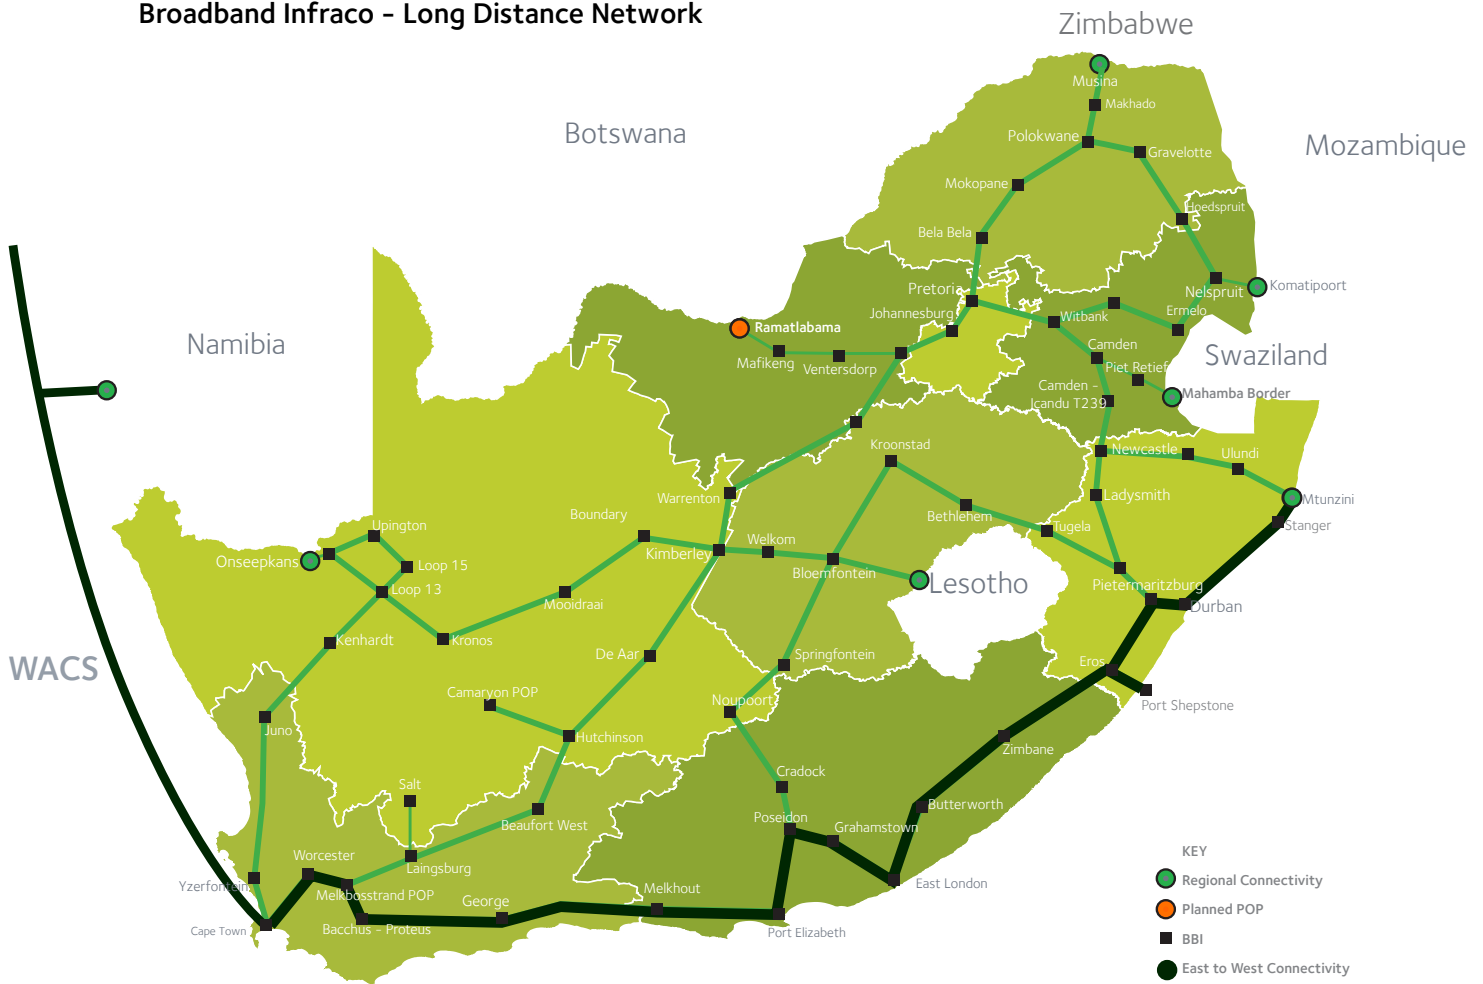 Broadband Infraco - Long Distance Network
Zimbabwe
Musina
Makhado
Botswana
Polokwane
Gravelotte
Mozambique
Mokopane
Hoedspruit
Bela Bela
Pretoria
Nelspruit
Komatipoort
Johannesburg
Witbank
Ermelo
Ramatlabama
Namibia
Camden
Swaziland
Mafikeng
Ventersdorp
Piet Retief
Camden -
Icandu T239
Mahamba Border
Kroonstad
Newcastle
Ulundi
Warrenton
Ladysmith
Mtunzini
Boundary
Bethlehem
Upington
Tugela
Stanger
Welkom
Kimberley
Onseepkans
Loop 15
Bloemfontein
Lesotho
Loop 13
Pietermaritzburg
Mooidraai
Durban
Kenhardt
Kronos
De Aar
Springfontein
Eros
WACS
Camarvon POP
Noupoort
Port Shepstone
Juno
Hutchinson
Zimbane
Cradock
Salt
Butterworth
Poseidon
Beaufort West
Grahamstown
Worcester
KEY
Laingsburg
Yzerfontein
Melkbosstrand POP
Melkhout
East London
Regional Connectivity
George
Planned POP
Cape Town
Bacchus - Proteus
Port Elizabeth
BBI
East to West Connectivity